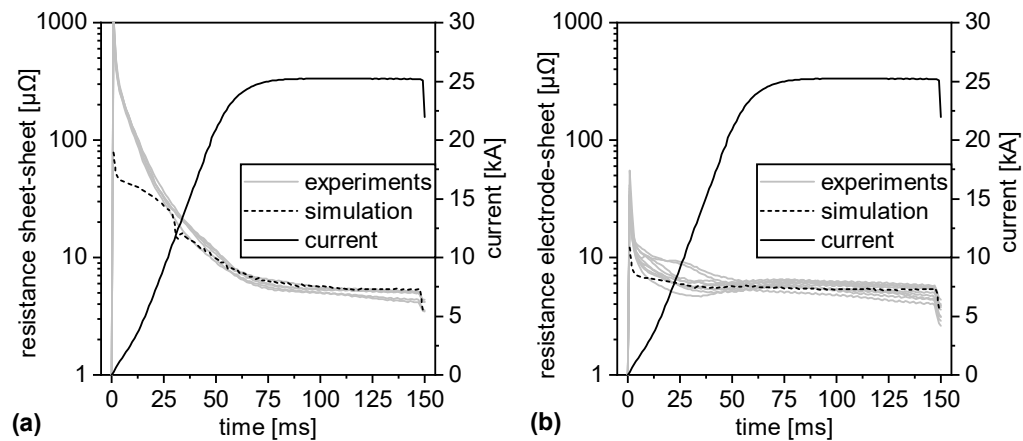 1000
100
10
1
resistance sheet-sheet [µΩ]
30
25
20
15
10
5
0
current [kA]
experiments
simulation
current
0 25 50 75 100 125 150
time [ms]
(a)
1000
100
10
1
resistance electrode-sheet [µΩ]
30
25
20
15
10
5
0
current [kA]
experiments
simulation
current
0 25 50 75 100 125 150
time [ms]
(b)